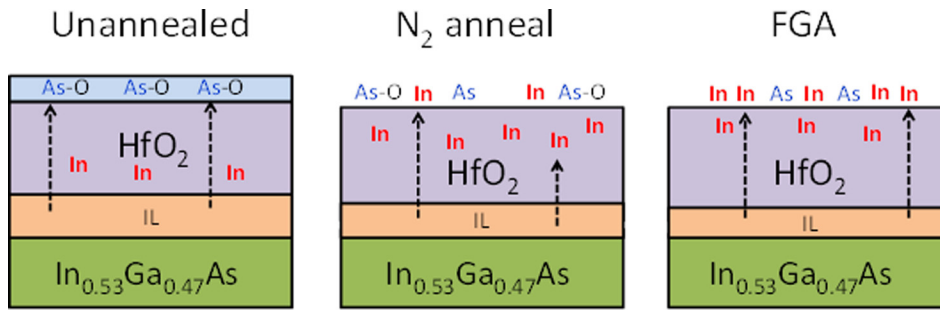 Unannealed N₂ anneal FGA
As-O As-O As-O As-O In As In As-O In In As In As In In
In In In In In In In In
HfO₂ In In
In HfO₂ HfO₂
IL IL IL
In₀.₅₃Ga₀.₄₇As In₀.₅₃Ga₀.₄₇As In₀.₅₃Ga₀.₄₇As